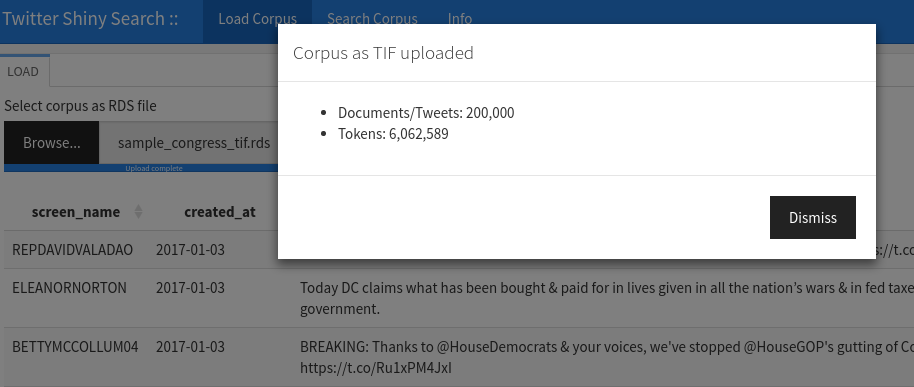 Twitter Shiny Search :: Load Corpus Search Corpus Info
Corpus as TIF uploaded
Documents/Tweets: 200,000
Tokens: 6,062,589
Dismiss
LOAD
Select corpus as RDS file
Browse... sample_congress_tif.rds
Upload complete
screen_name created_at
REPDAVIDVALADAO 2017-01-03 s://t.co
ELEANORNORTON 2017-01-03 Today DC claims what has been bought & paid for in lives given in all the nation's wars & in fed taxe
government.
BETTYMCCOLLUM04 2017-01-03 BREAKING: Thanks to @HouseDemocrats & your voices, we've stopped @HouseGOP's gutting of Co
https://t.co/Ru1xPM4JxI